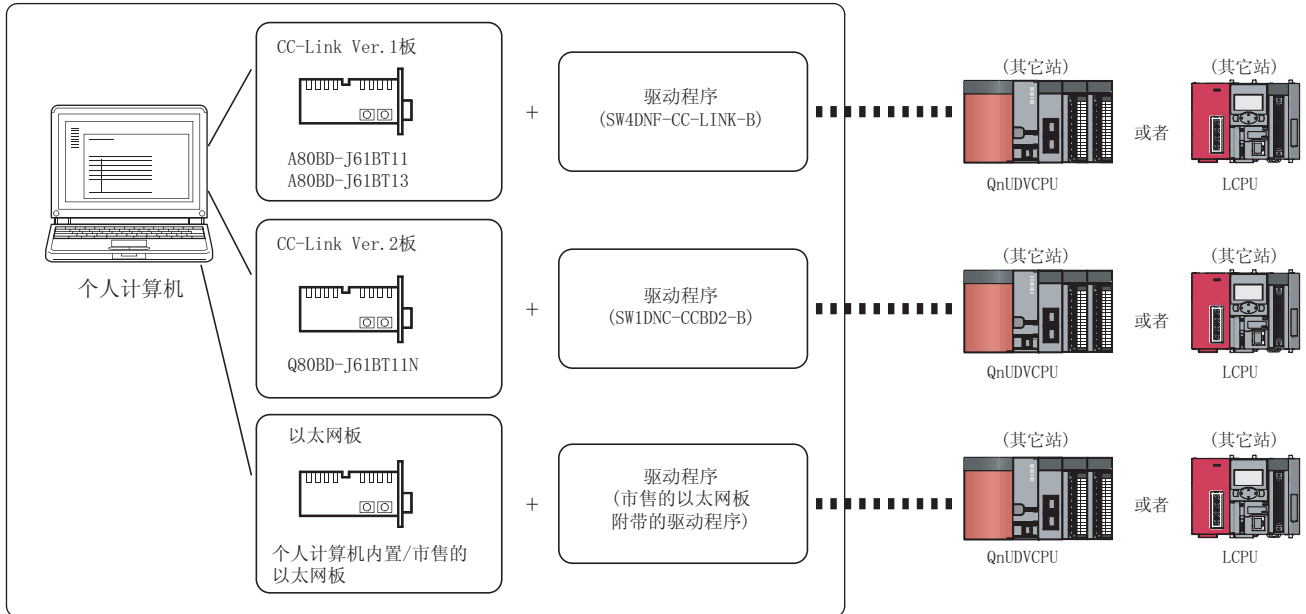 CC-Link Ver.1板
A80BD-J61BT11
A80BD-J61BT13
+
驱动程序
(SW4DNF-CC-LINK-B)
(其它站)
QnUDVCPU
或者
(其它站)
LCPU
个人计算机
CC-Link Ver.2板
Q80BD-J61BT11N
+
驱动程序
(SW1DNC-CCBD2-B)
(其它站)
QnUDVCPU
或者
(其它站)
LCPU
以太网板
个人计算机内置/市售的
以太网板
+
驱动程序
(市售的以太网板
附带的驱动程序)
(其它站)
QnUDVCPU
或者
(其它站)
LCPU